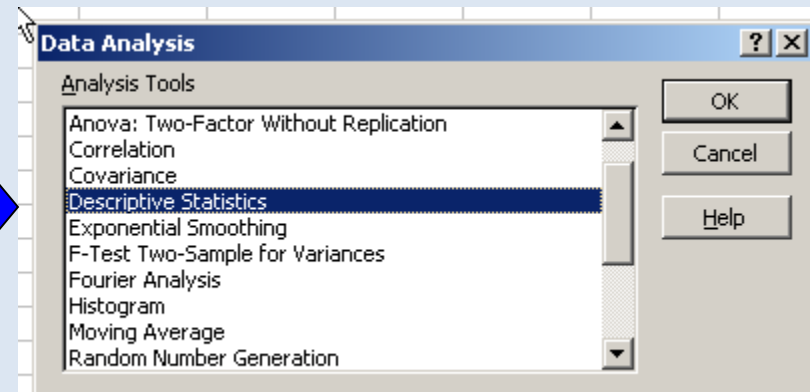 Data Analysis
Analysis Tools
Anova: Two-Factor Without Replication
Correlation
Covariance
Descriptive Statistics
Exponential Smoothing
F-Test Two-Sample for Variances
Fourier Analysis
Histogram
Moving Average
Random Number Generation
OK
Cancel
Help